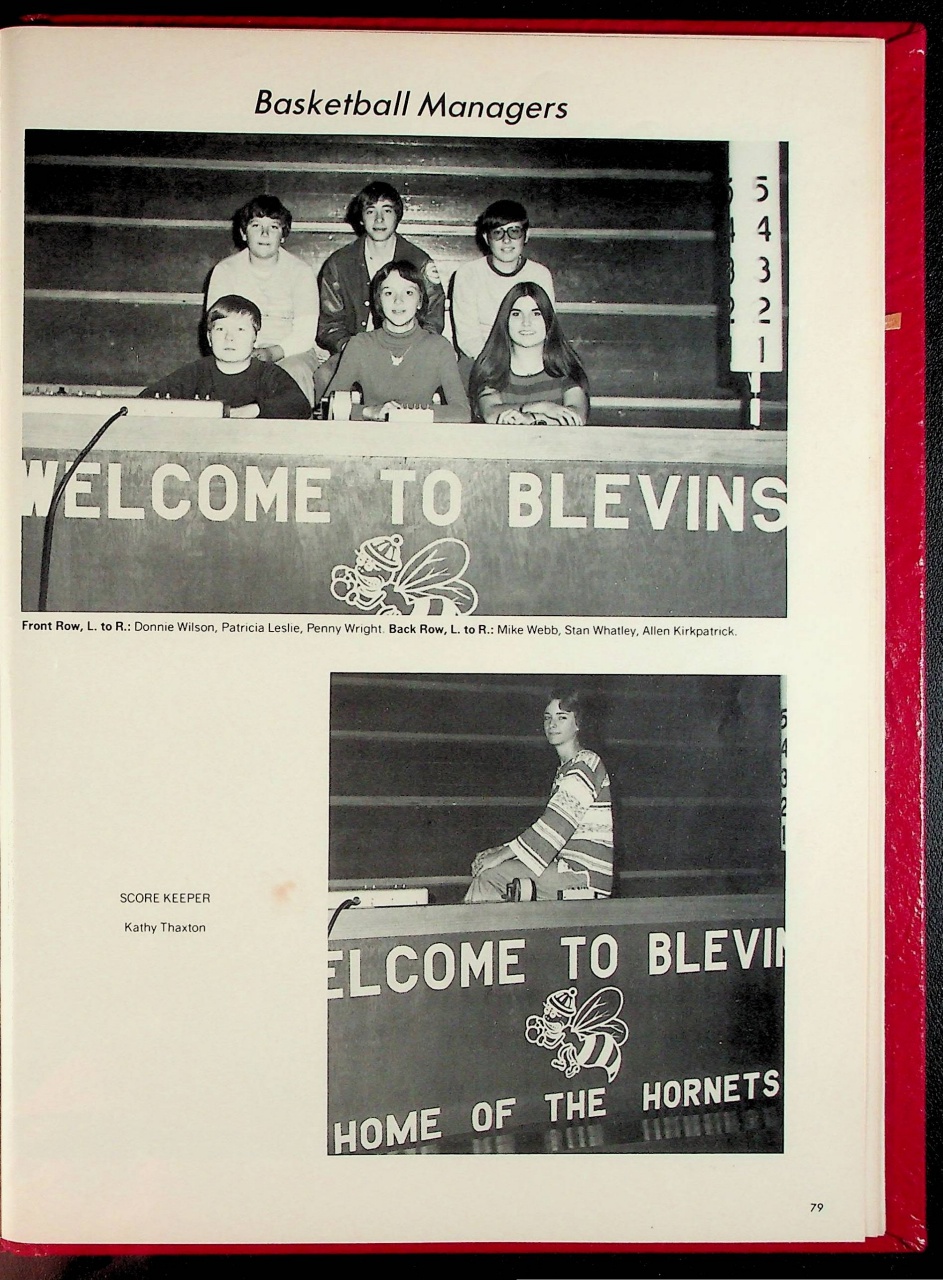 Basketball Managers
5
4
3
2
1
5
4
3
2
WELCOME TO BLEVINS
Front Row, L. to R.: Donnie Wilson, Patricia Leslie, Penny Wright. Back Row, L. to R.: Mike Webb, Stan Whatley, Allen Kirkpatrick.
5
4
3
2
1
SCORE KEEPER
Kathy Thaxton
ELCOME TO BLEVIN
HOME OF THE HORNETS
79